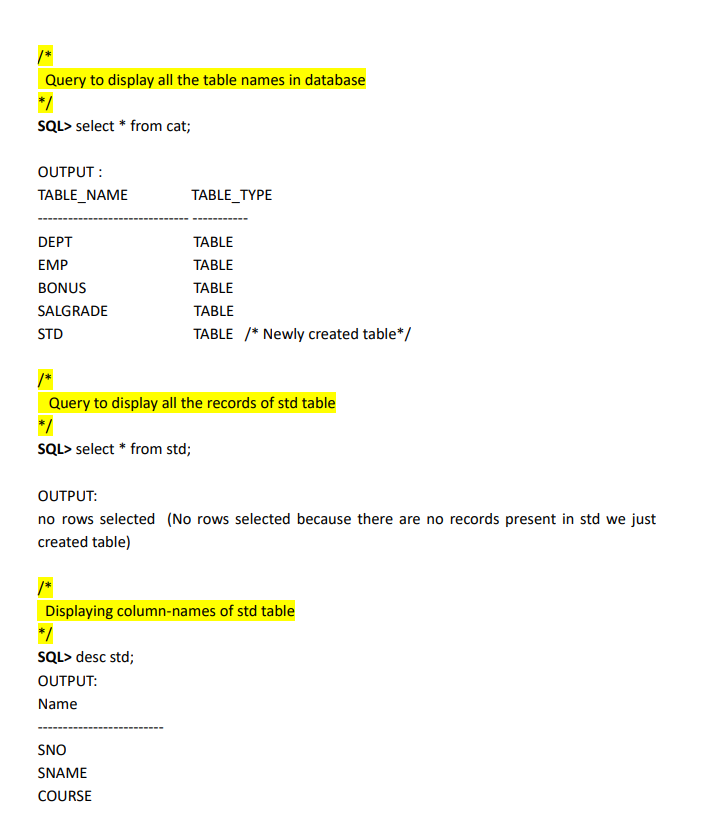 /*
Query to display all the table names in database
*/
SQL> select * from cat;
OUTPUT :
TABLE_NAME TABLE_TYPE
------------------------------ -----------
DEPT TABLE
EMP TABLE
BONUS TABLE
SALGRADE TABLE
STD TABLE /* Newly created table*/
/*
Query to display all the records of std table
*/
SQL> select * from std;
OUTPUT:
no rows selected (No rows selected because there are no records present in std we just
created table)
/*
Displaying column-names of std table
*/
SQL> desc std;
OUTPUT:
Name
-------------------------
SNO
SNAME
COURSE